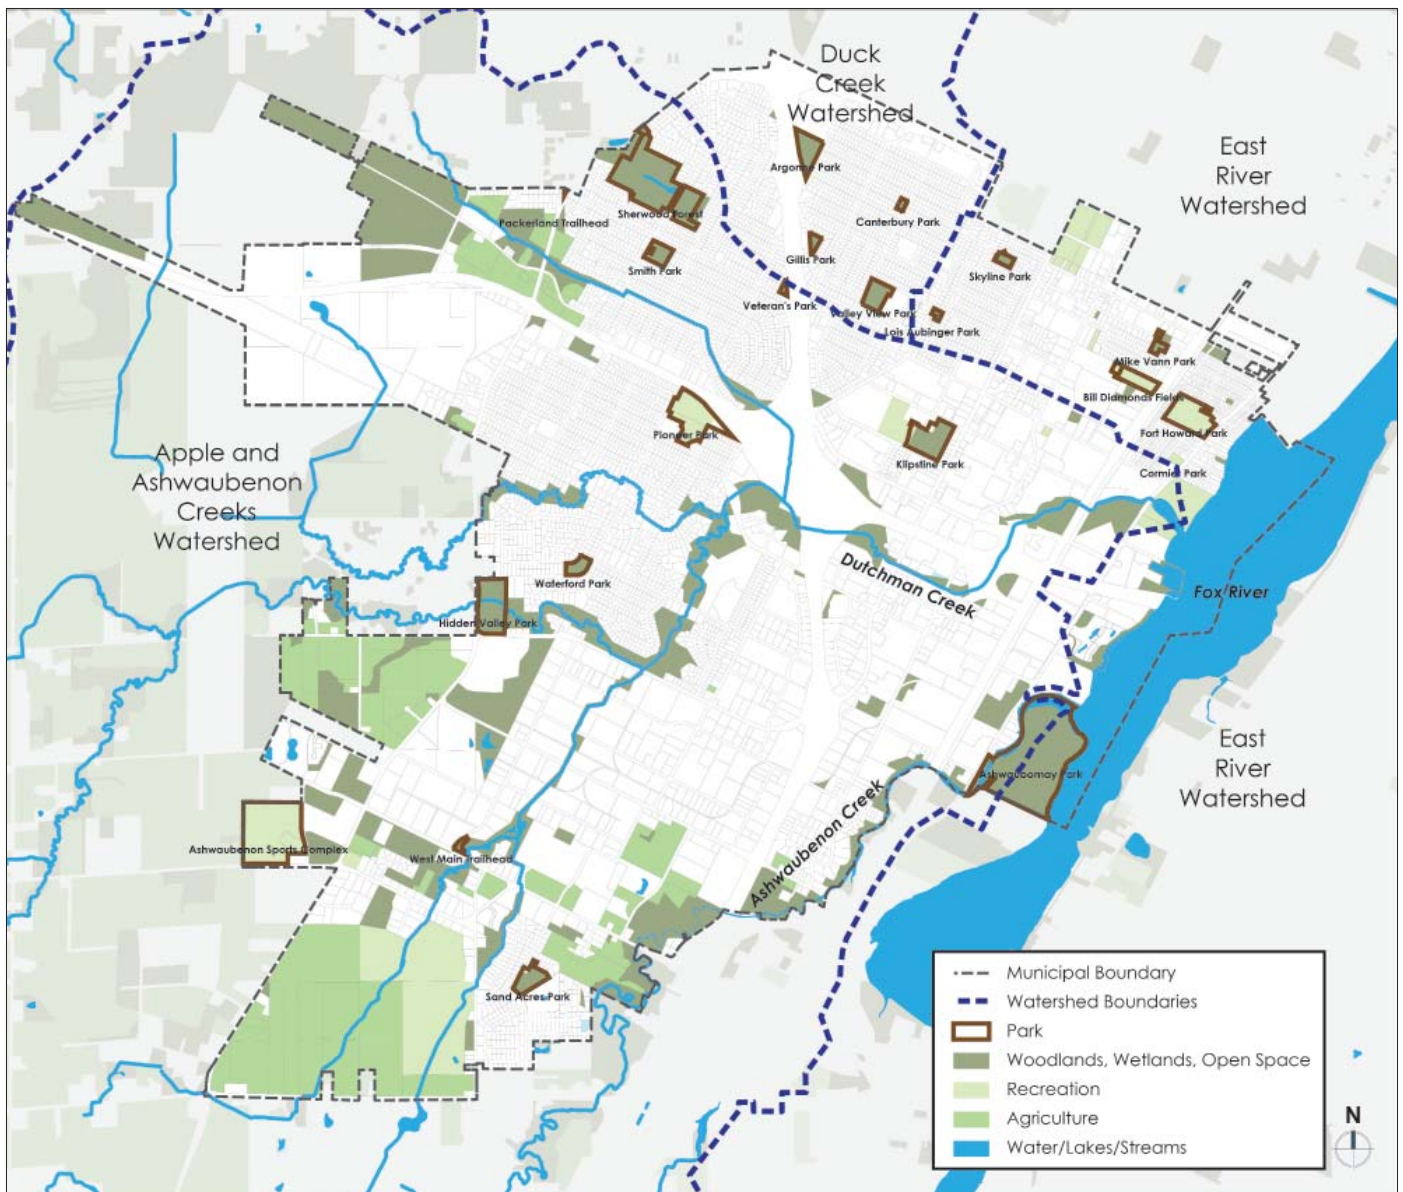 Duck
Creek
Watershed
East
River
Watershed
Argonne Park
Sherwood Forest
Packerland Trailhead
Canterbury Park
Gillis Park
Smith Park
Skyline Park
Veteran's Park
Valley View Park
Lois Aubinger Park
Mike Vann Park
Bill Diamonds Fields
Pioneer Park
Fort Howard Park
Klipstine Park
Cormier Park
Apple and
Ashwaubenon
Creeks
Watershed
Dutchman Creek
Waterford Park
Fox River
Hidden Valley Park
East
River
Watershed
Ashwaubomay Park
Ashwaubenon Creek
Ashwaubenon Sports Complex
West Main Trailhead
Sand Acres Park
Municipal Boundary
Watershed Boundaries
Park
Woodlands, Wetlands, Open Space
Recreation
Agriculture
Water/Lakes/Streams
N